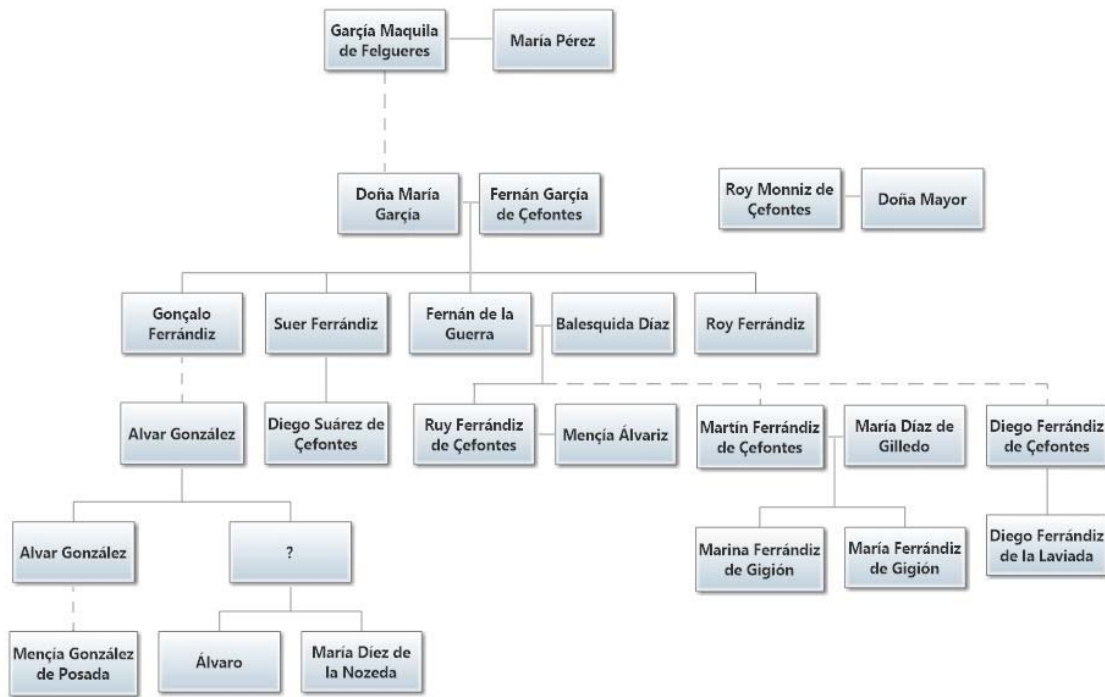 Garçía Maquila
de Felgueres
María Pérez
Doña María
Garçía
Fernán Garçía
de Çefontes
Roy Monniz de
Çefontes
Doña Mayor
Gonçalo
Ferrándiz
Suer Ferrándiz
Fernán de la
Guerra
Balesquida Díaz
Roy Ferrándiz
Alvar González
Diego Suárez de
Çefontes
Ruy Ferrándiz
de Çefontes
Mençía Álvariz
Martín Ferrándiz
de Çefontes
María Díaz de
Gilledo
Diego Ferrándiz
de Çefontes
Alvar González
?
Marina Ferrándiz
de Gigión
María Ferrándiz
de Gigión
Diego Ferrándiz
de la Laviada
Mençía González
de Posada
Álvaro
María Díez de
la Nozeda